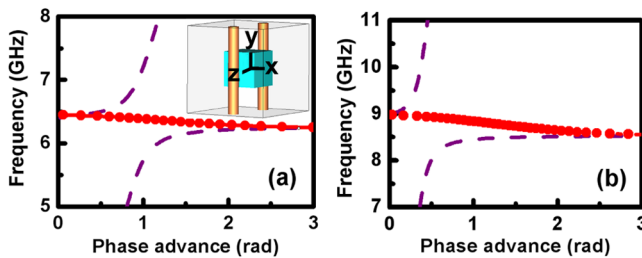 8
7
6
5
Frequency (GHz)
y
z
x
(a)
0
1
2
3
Phase advance (rad)
11
10
9
8
7
Frequency (GHz)
(b)
0
1
2
3
Phase advance (rad)